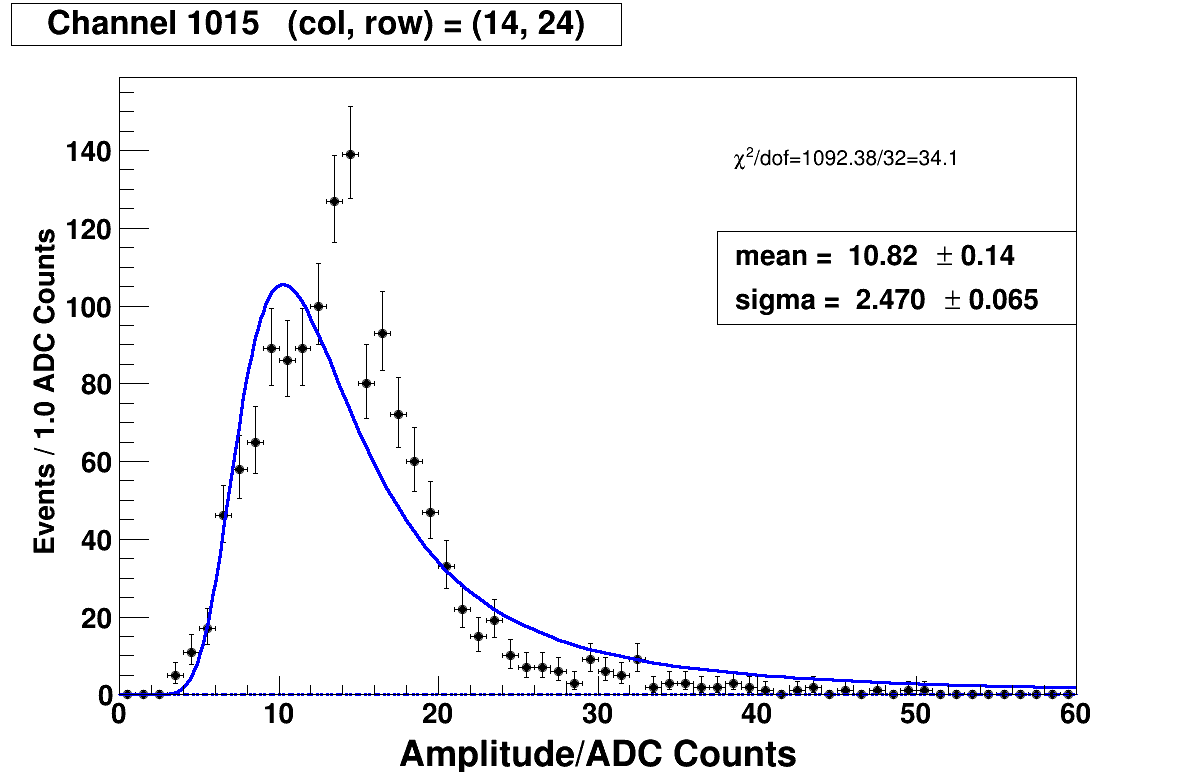 Channel 1015 (col, row) = (14, 24)
χ²/dof=1092.38/32=34.1
mean = 10.82 ± 0.14
sigma = 2.470 ± 0.065
Events / 1.0 ADC Counts
140
120
100
80
60
40
20
0
0 10 20 30 40 50 60
Amplitude/ADC Counts